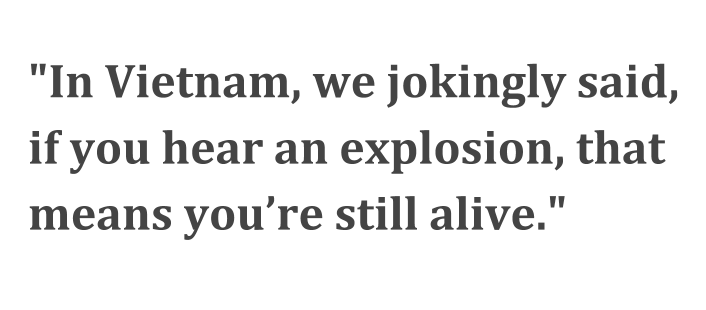 "In Vietnam, we jokingly said,
if you hear an explosion, that
means you’re still alive."